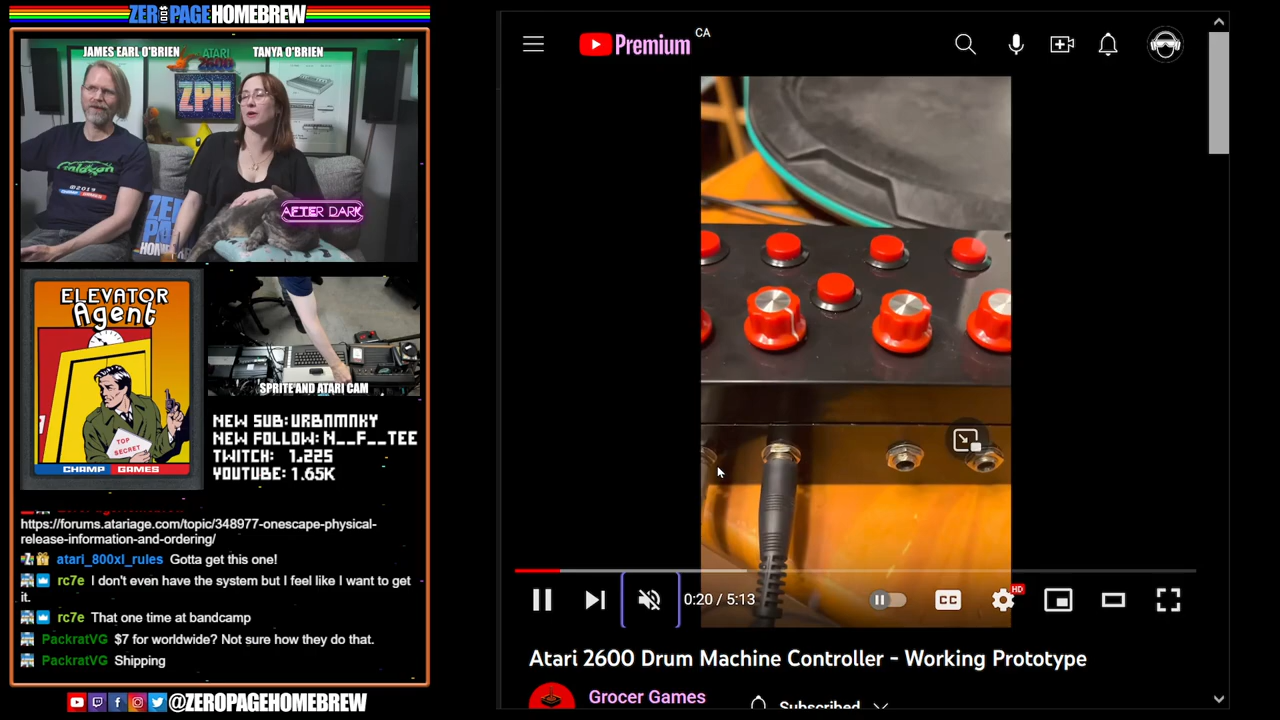 ZEROPAGEHOMEBREW
JAMES EARL O'BRIEN
TANYA O'BRIEN
ATARI
2600
ZPH
AFTER DARK
ELEVATOR
Agent
TOP
SECRET
CHAMP GAMES
SPRITE AND ATARI CAM
NEW SUB: URBNMNKY
NEW FOLLOW: N__F__TEE
TWITCH: 1,225
YOUTUBE: 1.65K
https://forums.atariage.com/topic/348977-onescape-physical-
release-information-and-ordering/
atari_800xl_rules Gotta get this one!
rc7e I don't even have the system but I feel like I want to get
it.
rc7e That one time at bandcamp
PackratVG $7 for worldwide? Not sure how they do that.
PackratVG Shipping
@ZEROPAGEHOMEBREW
Premium CA
0:20 / 5:13
CC
HD
Atari 2600 Drum Machine Controller - Working Prototype
Grocer Games
Subscribed